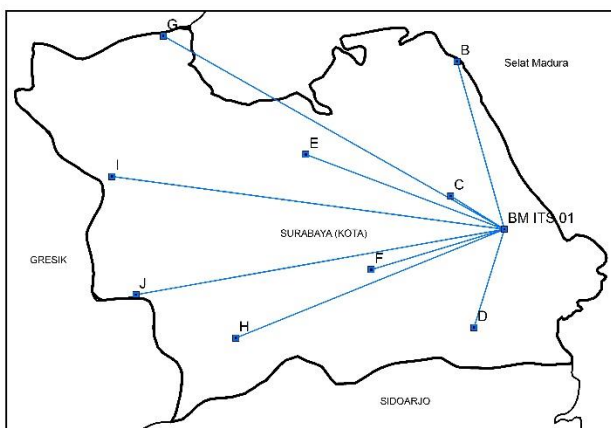 G
B
Selat Madura
E
I
C
BM ITS 01
SURABAYA (KOTA)
GRESIK
F
J
D
H
SIDOARJO